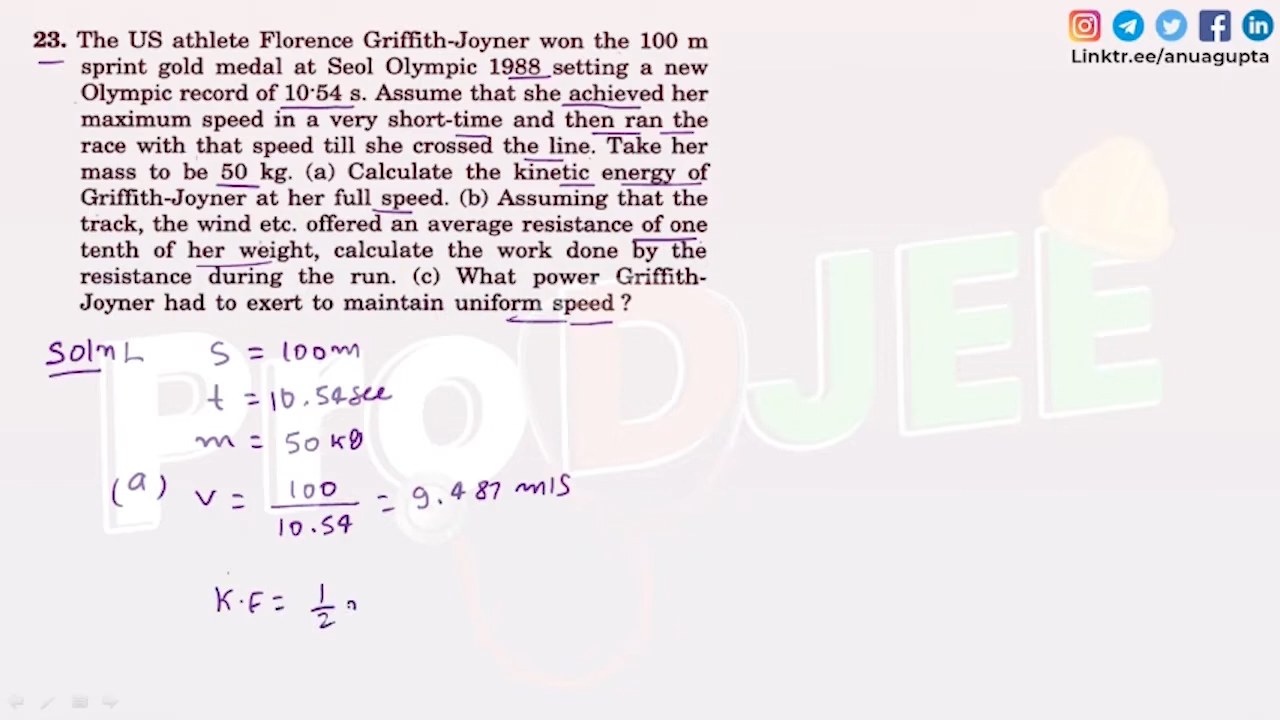 Linktr.ee/anuagupta
23. The US athlete Florence Griffith-Joyner won the 100 m
sprint gold medal at Seol Olympic 1988 setting a new
Olympic record of 10·54 s. Assume that she achieved her
maximum speed in a very short-time and then ran the
race with that speed till she crossed the line. Take her
mass to be 50 kg. (a) Calculate the kinetic energy of
Griffith-Joyner at her full speed. (b) Assuming that the
track, the wind etc. offered an average resistance of one
tenth of her weight, calculate the work done by the
resistance during the run. (c) What power Griffith-
Joyner had to exert to maintain uniform speed ?
Soln S = 100m
t = 10.54 sec
m = 50 kg
(a) v = 100/10.54 = 9.487 m/s
K.E = 1/2
ProDJEE